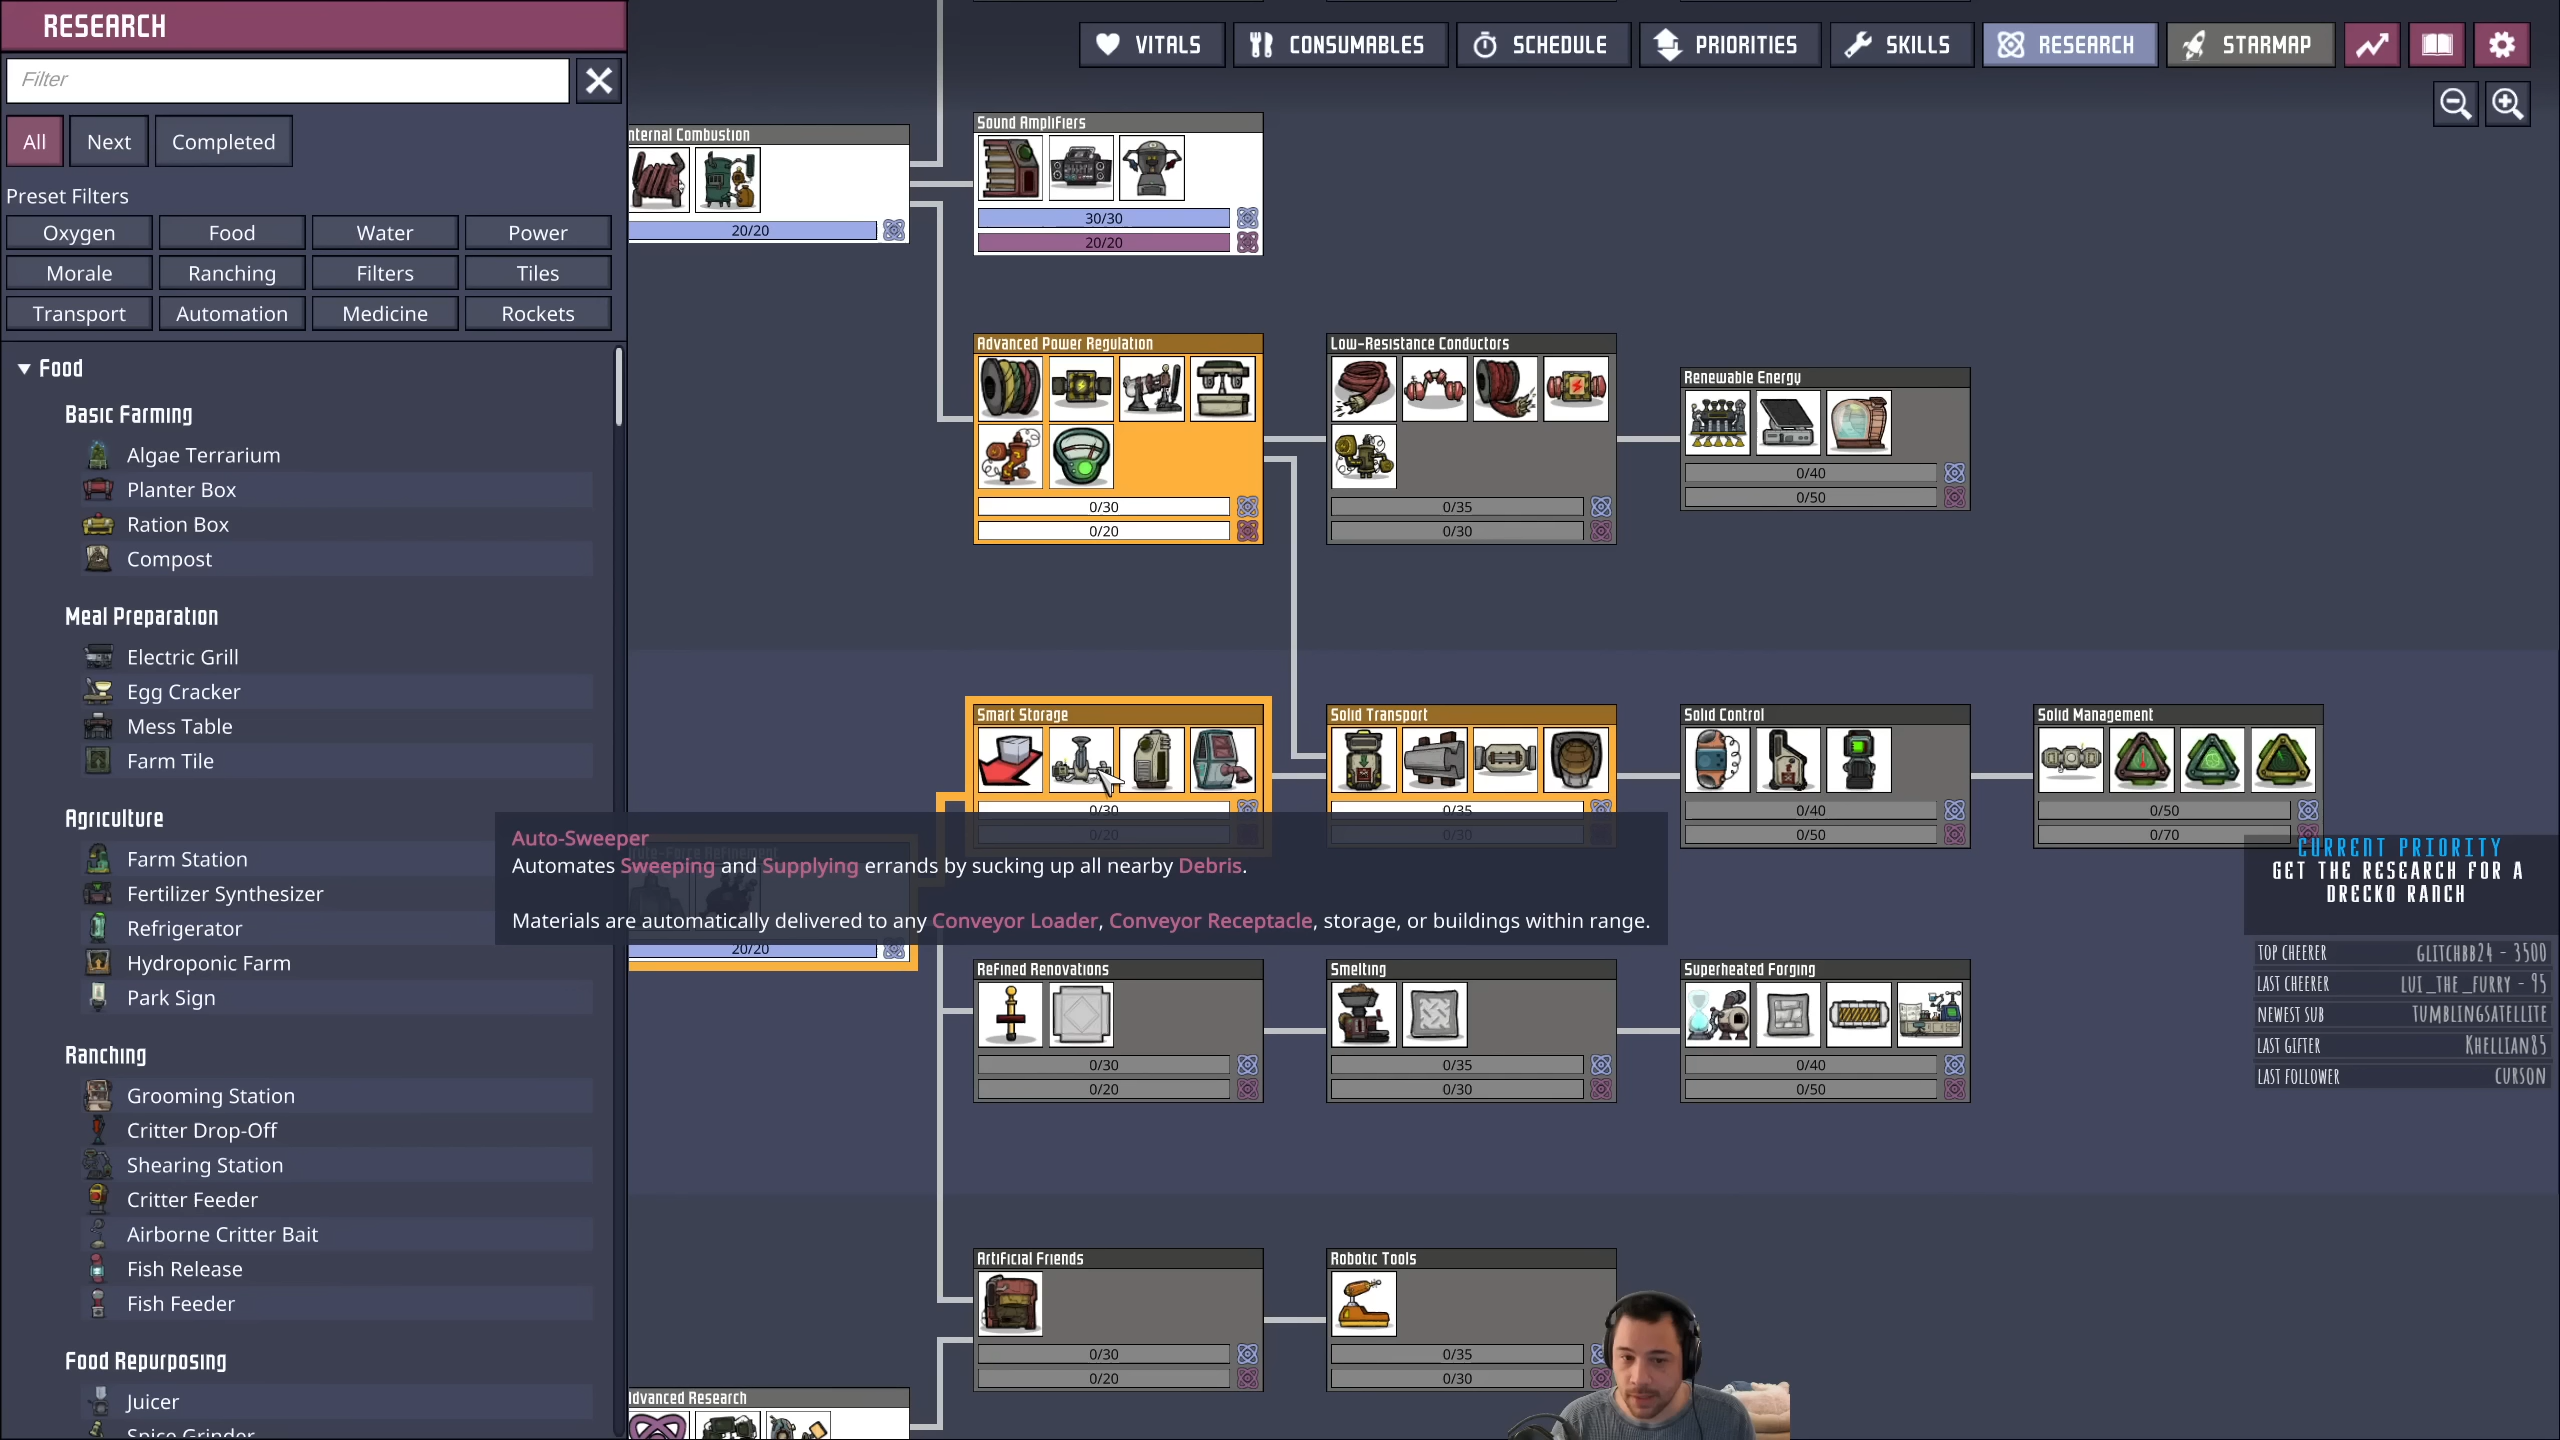 RESEARCH
Filter
All
Next
Completed
Preset Filters
Oxygen
Food
Water
Power
Morale
Ranching
Filters
Tiles
Transport
Automation
Medicine
Rockets
Food
Basic Farming
Algae Terrarium
Planter Box
Ration Box
Compost
Meal Preparation
Electric Grill
Egg Cracker
Mess Table
Farm Tile
Agriculture
Farm Station
Fertilizer Synthesizer
Refrigerator
Hydroponic Farm
Park Sign
Ranching
Grooming Station
Critter Drop-Off
Shearing Station
Critter Feeder
Airborne Critter Bait
Fish Release
Fish Feeder
Food Repurposing
Juicer
Spice Grinder
VITALS
CONSUMABLES
SCHEDULE
PRIORITIES
SKILLS
RESEARCH
STARMAP
nternal Combustion
20/20
Sound Amplifiers
30/30
20/20
Advanced Power Regulation
0/30
0/20
Low-Resistance Conductors
0/35
0/30
Renewable Energy
0/40
0/50
Smart Storage
0/30
0/20
Solid Transport
0/35
0/30
Solid Control
0/40
0/50
Solid Management
0/50
0/70
Auto-Sweeper
Automates Sweeping and Supplying errands by sucking up all nearby Debris.
Materials are automatically delivered to any Conveyor Loader, Conveyor Receptacle, storage, or buildings within range.
20/20
CURRENT PRIORITY
GET THE RESEARCH FOR A
DRECKO RANCH
TOP CHEERER GLITCHBB24 - 3500
LAST CHEERER LUI_THE_FURRY - 95
NEWEST SUB TUMBLINGSATELLITE
LAST GIFTER KHELLIAN85
LAST FOLLOWER CURSON
Refined Renovations
0/30
0/20
Smelting
0/35
0/30
Superheated Forging
0/40
0/50
Artificial Friends
0/30
0/20
Robotic Tools
0/35
0/30
dvanced Research